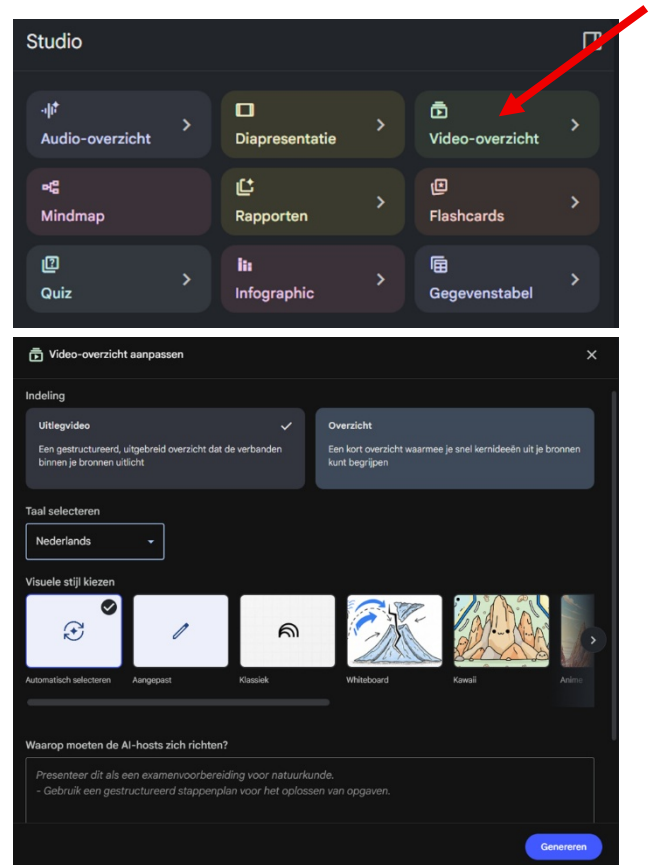 Studio
Audio-overzicht
Diapresentatie
Video-overzicht
Mindmap
Rapporten
Flashcards
Quiz
Infographic
Gegevenstabel
Video-overzicht aanpassen
Indeling
Uitlegvideo
Een gestructureerd, uitgebreid overzicht dat de verbanden
binnen je bronnen uitlicht
Overzicht
Een kort overzicht waarmee je snel kernideeën uit je bronnen
kunt begrijpen
Taal selecteren
Nederlands
Visuele stijl kiezen
Automatisch selecteren
Aangepast
Klassiek
Whiteboard
Kawaii
Anime
Waarop moeten de AI-hosts zich richten?
Presenteer dit als een examenvoorbereiding voor natuurkunde.
- Gebruik een gestructureerd stappenplan voor het oplossen van opgaven.
Genereren